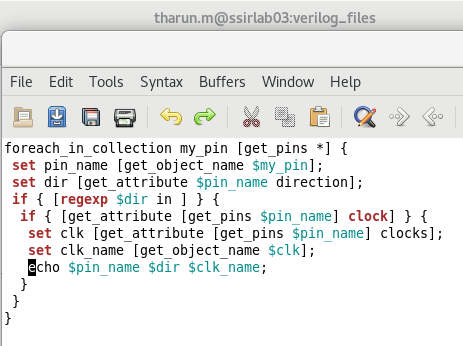 tharun.m@ssirlab03:verilog_files
File Edit Tools Syntax Buffers Window Help
foreach_in_collection my_pin [get_pins *] {
 set pin_name [get_object_name $my_pin];
 set dir [get_attribute $pin_name direction];
 if { [regexp $dir in ] } {
  if { [get_attribute [get_pins $pin_name] clock] } {
   set clk [get_attribute [get_pins $pin_name] clocks];
   set clk_name [get_object_name $clk];
   echo $pin_name $dir $clk_name;
  }
 }
}